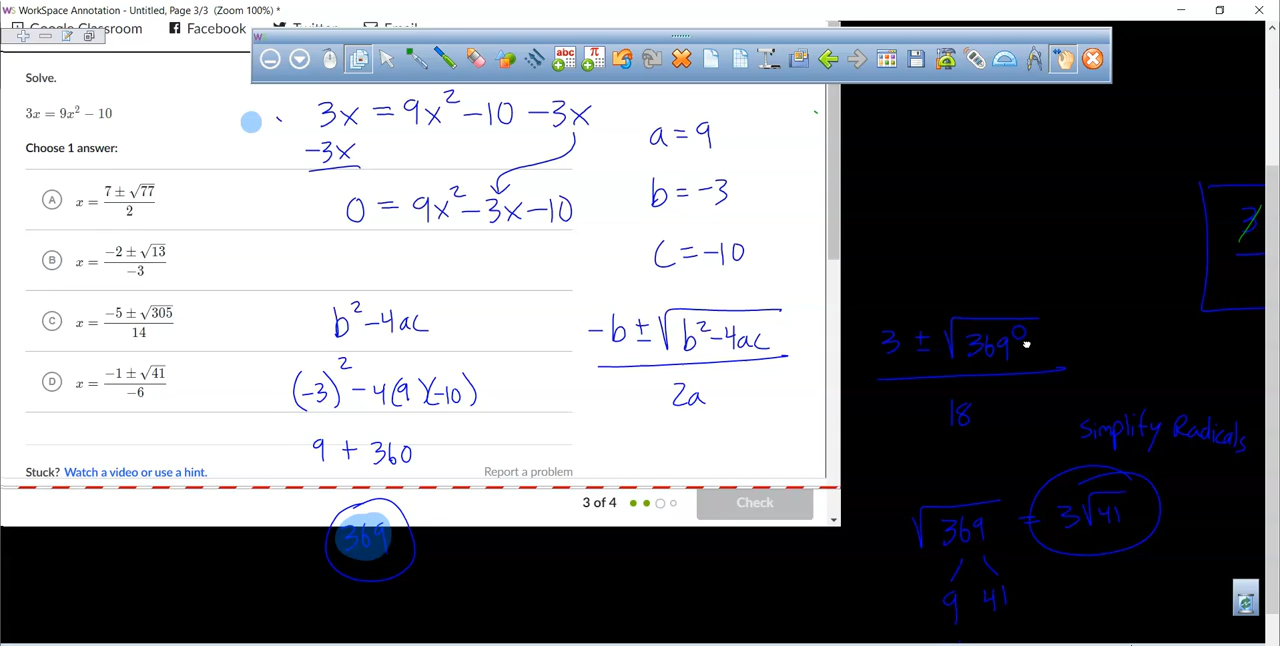 WorkSpace Annotation - Untitled, Page 3/3 (Zoom 100%) *
Google Classroom Facebook Twitter Email
Solve.
3x = 9x² − 10
Choose 1 answer:
A x = (7 ± √77)/2
B x = (−2 ± √13)/−3
C x = (−5 ± √305)/14
D x = (−1 ± √41)/−6
Stuck? Watch a video or use a hint.
Report a problem
3 of 4
Check
3x = 9x² −10 −3x
−3x
0 = 9x² −3x −10
b² −4ac
(−3)² −4(9)(−10)
9 + 360
369
a = 9
b = −3
c = −10
(−b ± √(b² −4ac))/2a
3 ± √369
18
Simplify Radicals
√369 = 3√41
9 41
3
abc
π